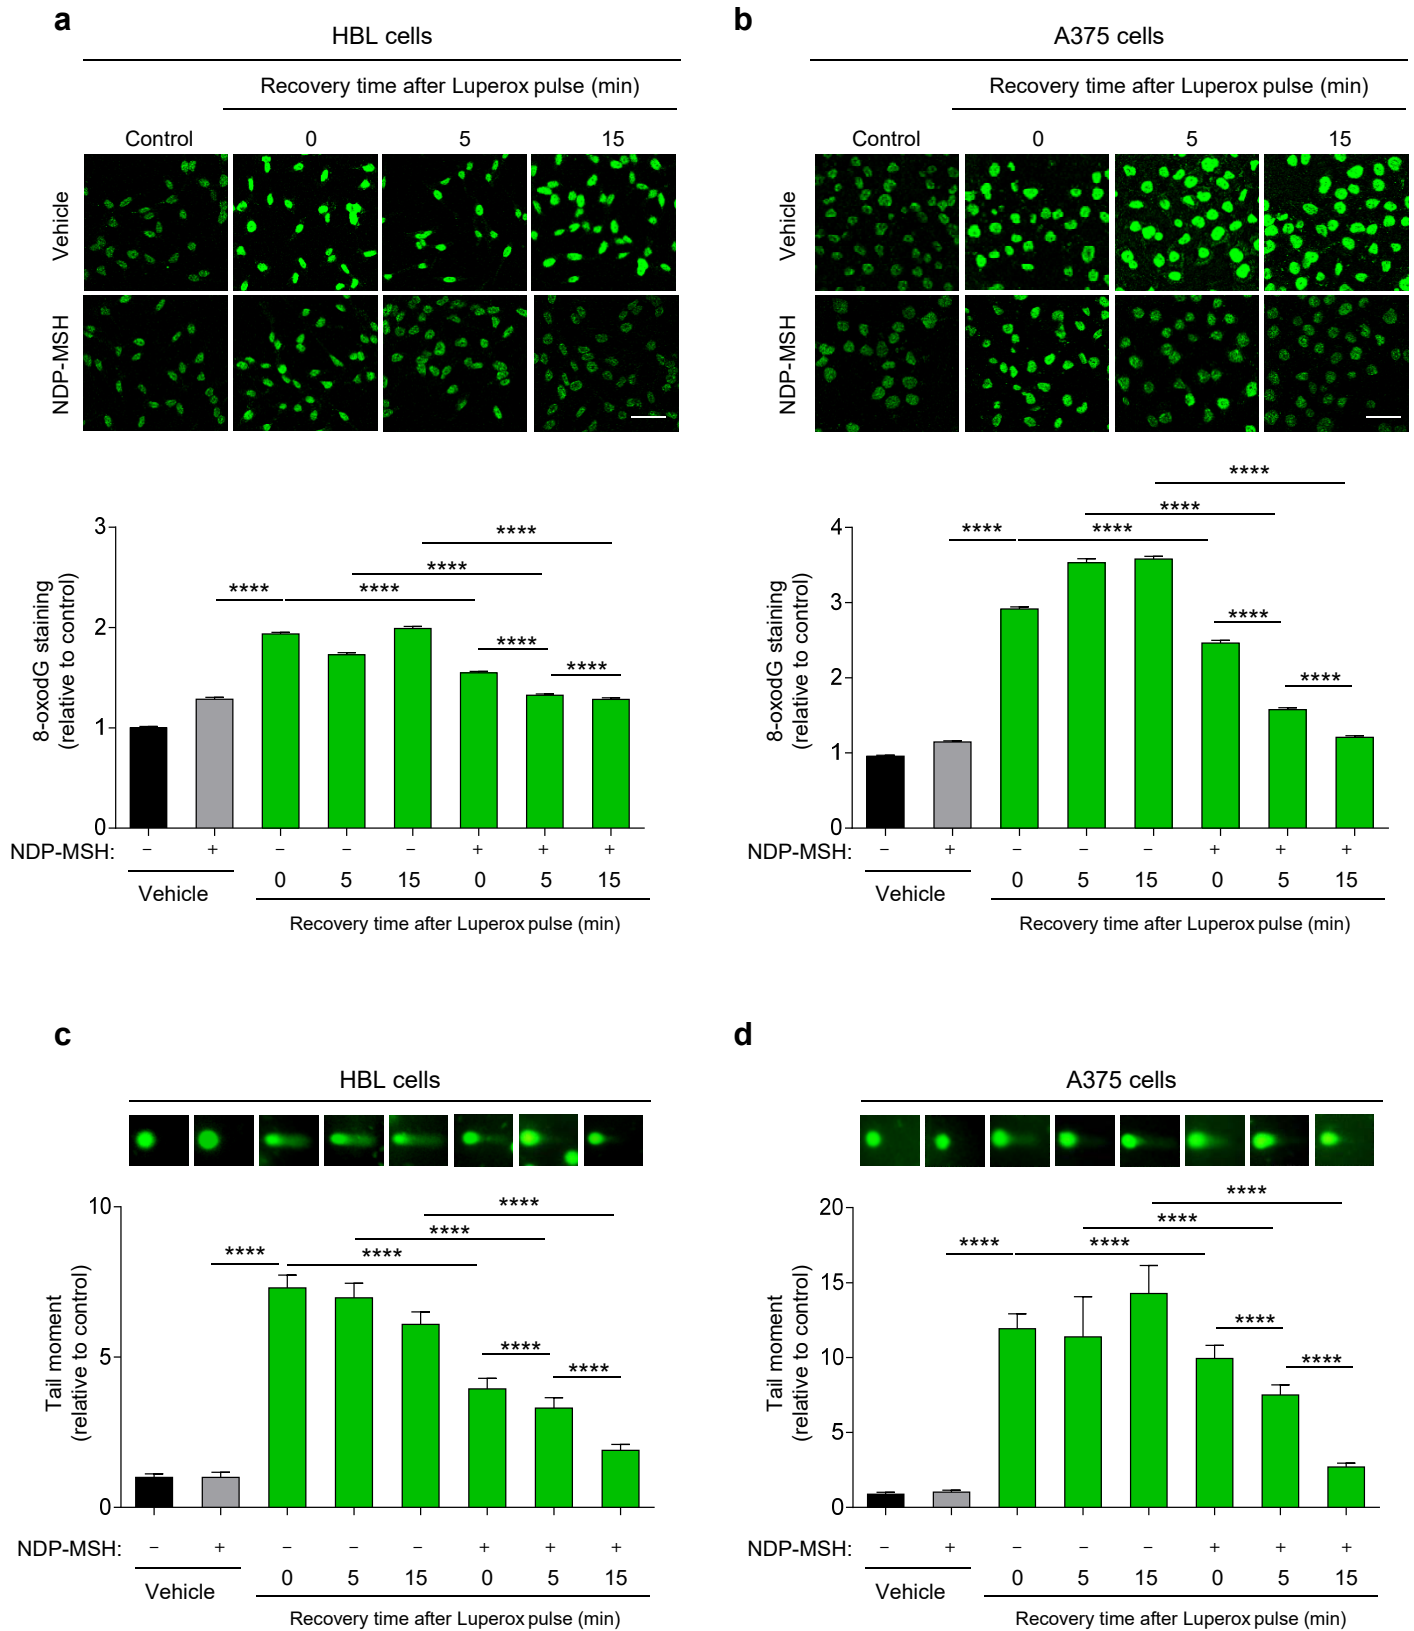 a
HBL cells
Recovery time after Luperox pulse (min)
Control 0 5 15
Vehicle
NDP-MSH
3
2
1
0
8-oxodG staining
(relative to control)
**** **** **** **** **** ****
NDP-MSH: − + − − − + + +
Vehicle 0 5 15 0 5 15
Recovery time after Luperox pulse (min)
b
A375 cells
Recovery time after Luperox pulse (min)
Control 0 5 15
Vehicle
NDP-MSH
4
3
2
1
0
8-oxodG staining
(relative to control)
**** **** **** **** **** ****
NDP-MSH: − + − − − + + +
Vehicle 0 5 15 0 5 15
Recovery time after Luperox pulse (min)
c
HBL cells
10
5
0
Tail moment
(relative to control)
**** **** **** **** **** ****
NDP-MSH: − + − − − + + +
Vehicle 0 5 15 0 5 15
Recovery time after Luperox pulse (min)
d
A375 cells
20
15
10
5
0
Tail moment
(relative to control)
**** **** **** **** **** ****
NDP-MSH: − + − − − + + +
Vehicle 0 5 15 0 5 15
Recovery time after Luperox pulse (min)